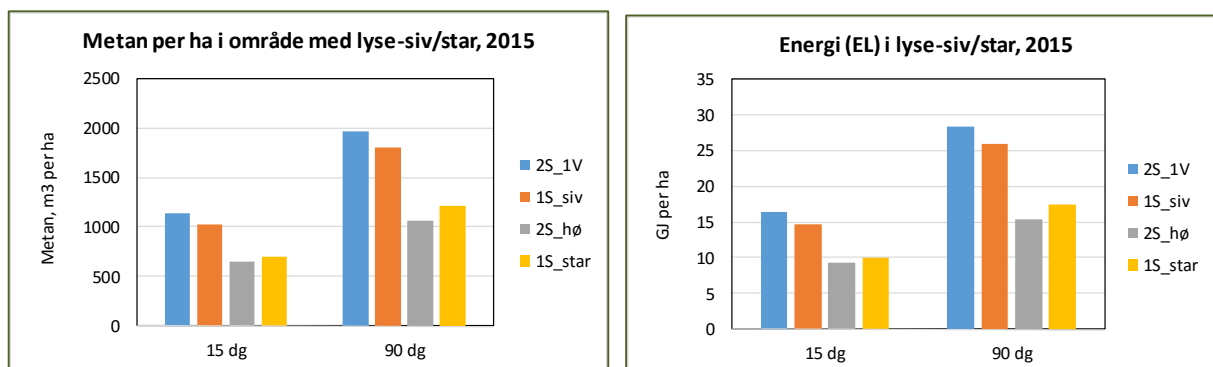 Metan per ha i område med lyse-siv/star, 2015
2500
2000
1500
1000
500
0
Metan, m3 per ha
15 dg
90 dg
2S_1V
1S_siv
2S_hø
1S_star
Energi (EL) i lyse-siv/star, 2015
35
30
25
20
15
10
5
0
GJ per ha
15 dg
90 dg
2S_1V
1S_siv
2S_hø
1S_star